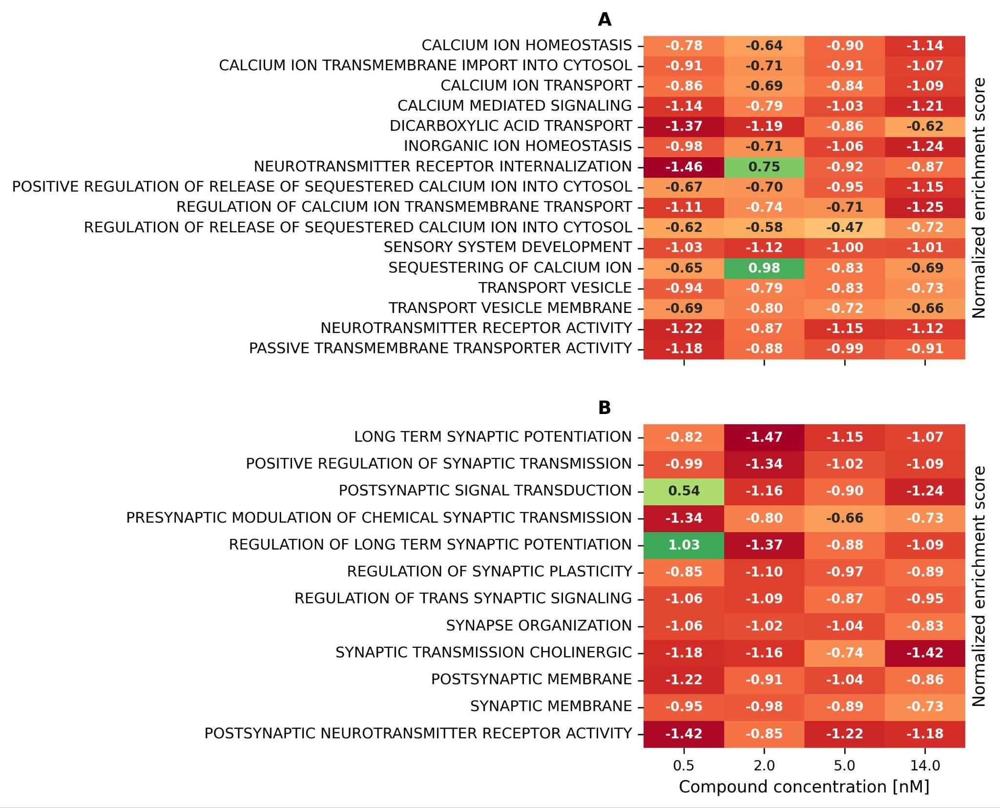 A
CALCIUM ION HOMEOSTASIS -0.78 -0.64 -0.90 -1.14
CALCIUM ION TRANSMEMBRANE IMPORT INTO CYTOSOL -0.91 -0.71 -0.91 -1.07
CALCIUM ION TRANSPORT -0.86 -0.69 -0.84 -1.09
CALCIUM MEDIATED SIGNALING -1.14 -0.79 -1.03 -1.21
DICARBOXYLIC ACID TRANSPORT -1.37 -1.19 -0.86 -0.62
INORGANIC ION HOMEOSTASIS -0.98 -0.71 -1.06 -1.24
NEUROTRANSMITTER RECEPTOR INTERNALIZATION -1.46 0.75 -0.92 -0.87
POSITIVE REGULATION OF RELEASE OF SEQUESTERED CALCIUM ION INTO CYTOSOL -0.67 -0.70 -0.95 -1.15
REGULATION OF CALCIUM ION TRANSMEMBRANE TRANSPORT -1.11 -0.74 -0.71 -1.25
REGULATION OF RELEASE OF SEQUESTERED CALCIUM ION INTO CYTOSOL -0.62 -0.58 -0.47 -0.72
SENSORY SYSTEM DEVELOPMENT -1.03 -1.12 -1.00 -1.01
SEQUESTERING OF CALCIUM ION -0.65 0.98 -0.83 -0.69
TRANSPORT VESICLE -0.94 -0.79 -0.83 -0.73
TRANSPORT VESICLE MEMBRANE -0.69 -0.80 -0.72 -0.66
NEUROTRANSMITTER RECEPTOR ACTIVITY -1.22 -0.87 -1.15 -1.12
PASSIVE TRANSMEMBRANE TRANSPORTER ACTIVITY -1.18 -0.88 -0.99 -0.91
Normalized enrichment score
B
LONG TERM SYNAPTIC POTENTIATION -0.82 -1.47 -1.15 -1.07
POSITIVE REGULATION OF SYNAPTIC TRANSMISSION -0.99 -1.34 -1.02 -1.09
POSTSYNAPTIC SIGNAL TRANSDUCTION 0.54 -1.16 -0.90 -1.24
PRESYNAPTIC MODULATION OF CHEMICAL SYNAPTIC TRANSMISSION -1.34 -0.80 -0.66 -0.73
REGULATION OF LONG TERM SYNAPTIC POTENTIATION 1.03 -1.37 -0.88 -1.09
REGULATION OF SYNAPTIC PLASTICITY -0.85 -1.10 -0.97 -0.89
REGULATION OF TRANS SYNAPTIC SIGNALING -1.06 -1.09 -0.87 -0.95
SYNAPSE ORGANIZATION -1.06 -1.02 -1.04 -0.83
SYNAPTIC TRANSMISSION CHOLINERGIC -1.18 -1.16 -0.74 -1.42
POSTSYNAPTIC MEMBRANE -1.22 -0.91 -1.04 -0.86
SYNAPTIC MEMBRANE -0.95 -0.98 -0.89 -0.73
POSTSYNAPTIC NEUROTRANSMITTER RECEPTOR ACTIVITY -1.42 -0.85 -1.22 -1.18
Normalized enrichment score
0.5 2.0 5.0 14.0
Compound concentration [nM]